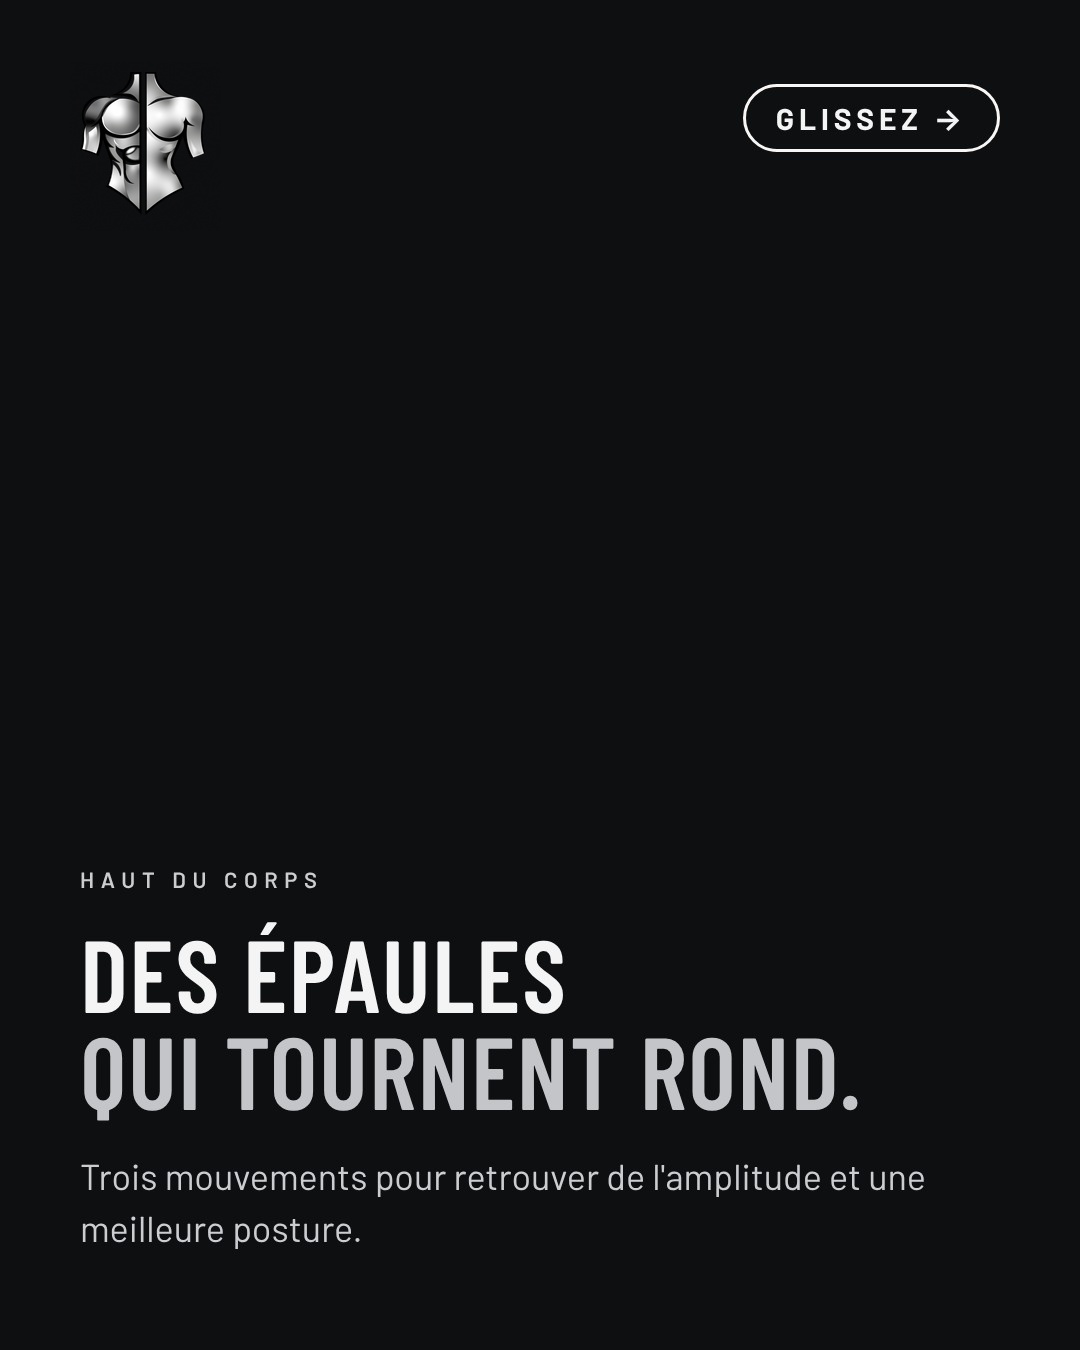 GLISSEZ →
HAUT DU CORPS
DES ÉPAULES
QUI TOURNENT ROND.
Trois mouvements pour retrouver de l'amplitude et une
meilleure posture.